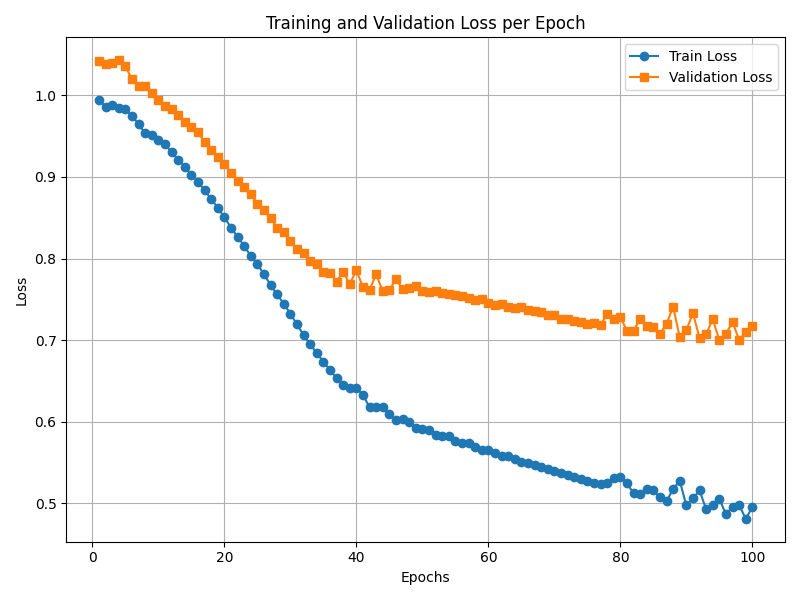 Training and Validation Loss per Epoch
Train Loss
Validation Loss
1.0
0.9
0.8
0.7
0.6
0.5
Loss
0 20 40 60 80 100
Epochs